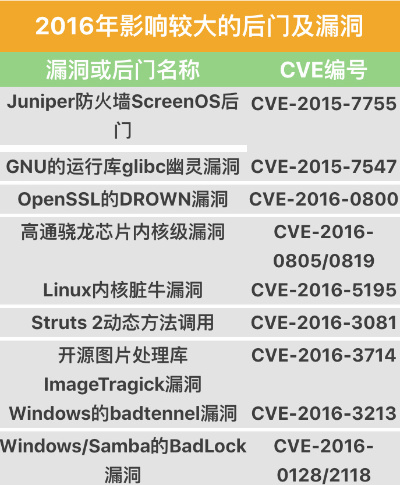 2016年影响较大的后门及漏洞
漏洞或后门名称 CVE编号
Juniper防火墙ScreenOS后 CVE-2015-7755
门
GNU的运行库glibc幽灵漏洞 CVE-2015-7547
OpenSSL的DROWN漏洞 CVE-2016-0800
高通骁龙芯片内核级漏洞 CVE-2016-
0805/0819
Linux内核脏牛漏洞 CVE-2016-5195
Struts 2动态方法调用 CVE-2016-3081
开源图片处理库 CVE-2016-3714
ImageTragick漏洞
Windows的badtennel漏洞 CVE-2016-3213
Windows/Samba的BadLock CVE-2016-
漏洞 0128/2118